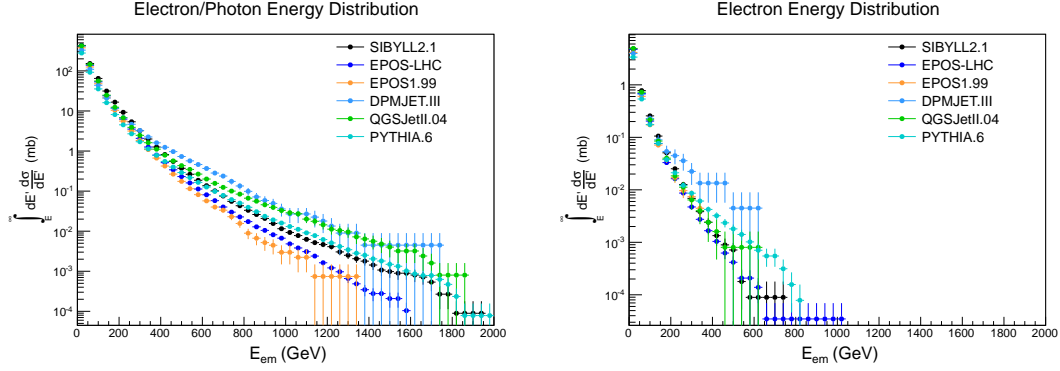 Electron/Photon Energy Distribution
∫_E^∞ dE' dσ/dE' (mb)
10²
10
1
10⁻¹
10⁻²
10⁻³
10⁻⁴
SIBYLL2.1
EPOS-LHC
EPOS1.99
DPMJET.III
QGSJetII.04
PYTHIA.6
0 200 400 600 800 1000 1200 1400 1600 1800 2000
E_em (GeV)
Electron Energy Distribution
∫_E^∞ dE' dσ/dE' (mb)
1
10⁻¹
10⁻²
10⁻³
10⁻⁴
SIBYLL2.1
EPOS-LHC
EPOS1.99
DPMJET.III
QGSJetII.04
PYTHIA.6
0 200 400 600 800 1000 1200 1400 1600 1800 2000
E_em (GeV)